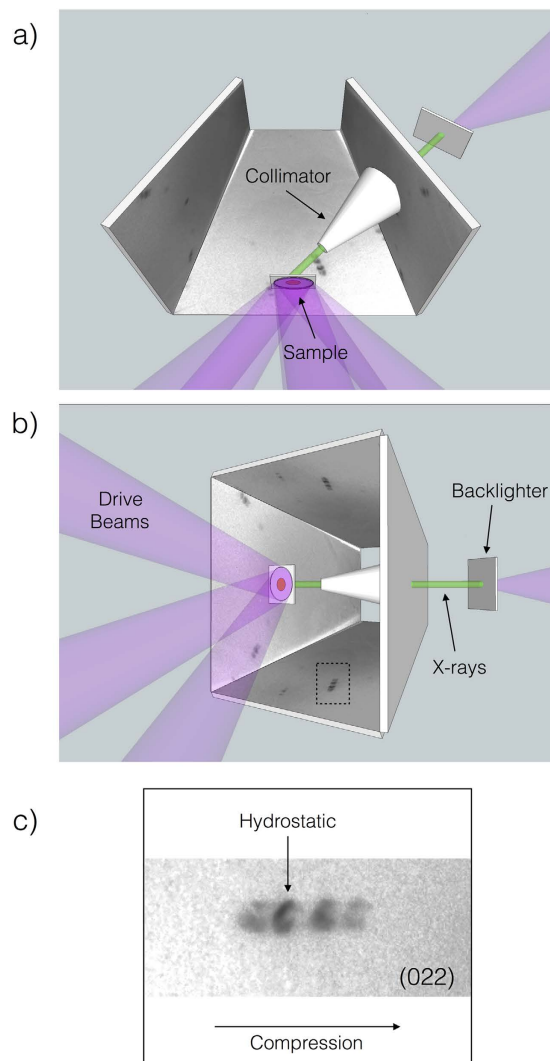 a)
Collimator
Sample
b)
Drive
Beams
Backlighter
X-rays
c)
Hydrostatic
(022)
Compression